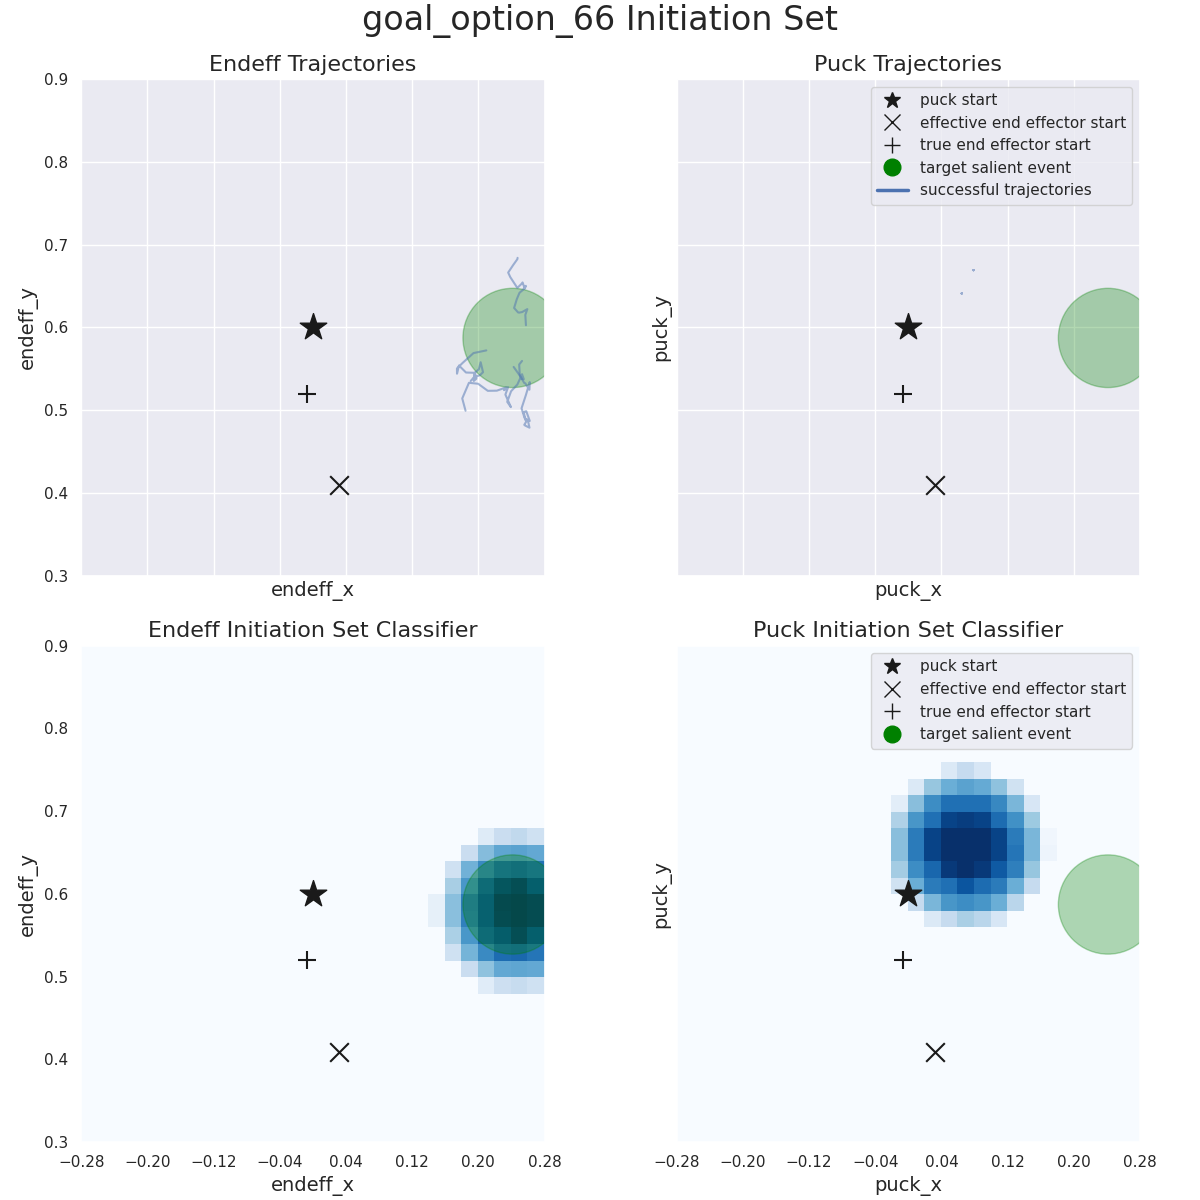 goal_option_66 Initiation Set
Endeff Trajectories
0.9
0.8
0.7
0.6
0.5
0.4
0.3
endeff_y
endeff_x
Puck Trajectories
puck start
effective end effector start
true end effector start
target salient event
successful trajectories
puck_y
puck_x
Endeff Initiation Set Classifier
0.9
0.8
0.7
0.6
0.5
0.4
0.3
endeff_y
−0.28 −0.20 −0.12 −0.04 0.04 0.12 0.20 0.28
endeff_x
Puck Initiation Set Classifier
puck start
effective end effector start
true end effector start
target salient event
puck_y
−0.28 −0.20 −0.12 −0.04 0.04 0.12 0.20 0.28
puck_x